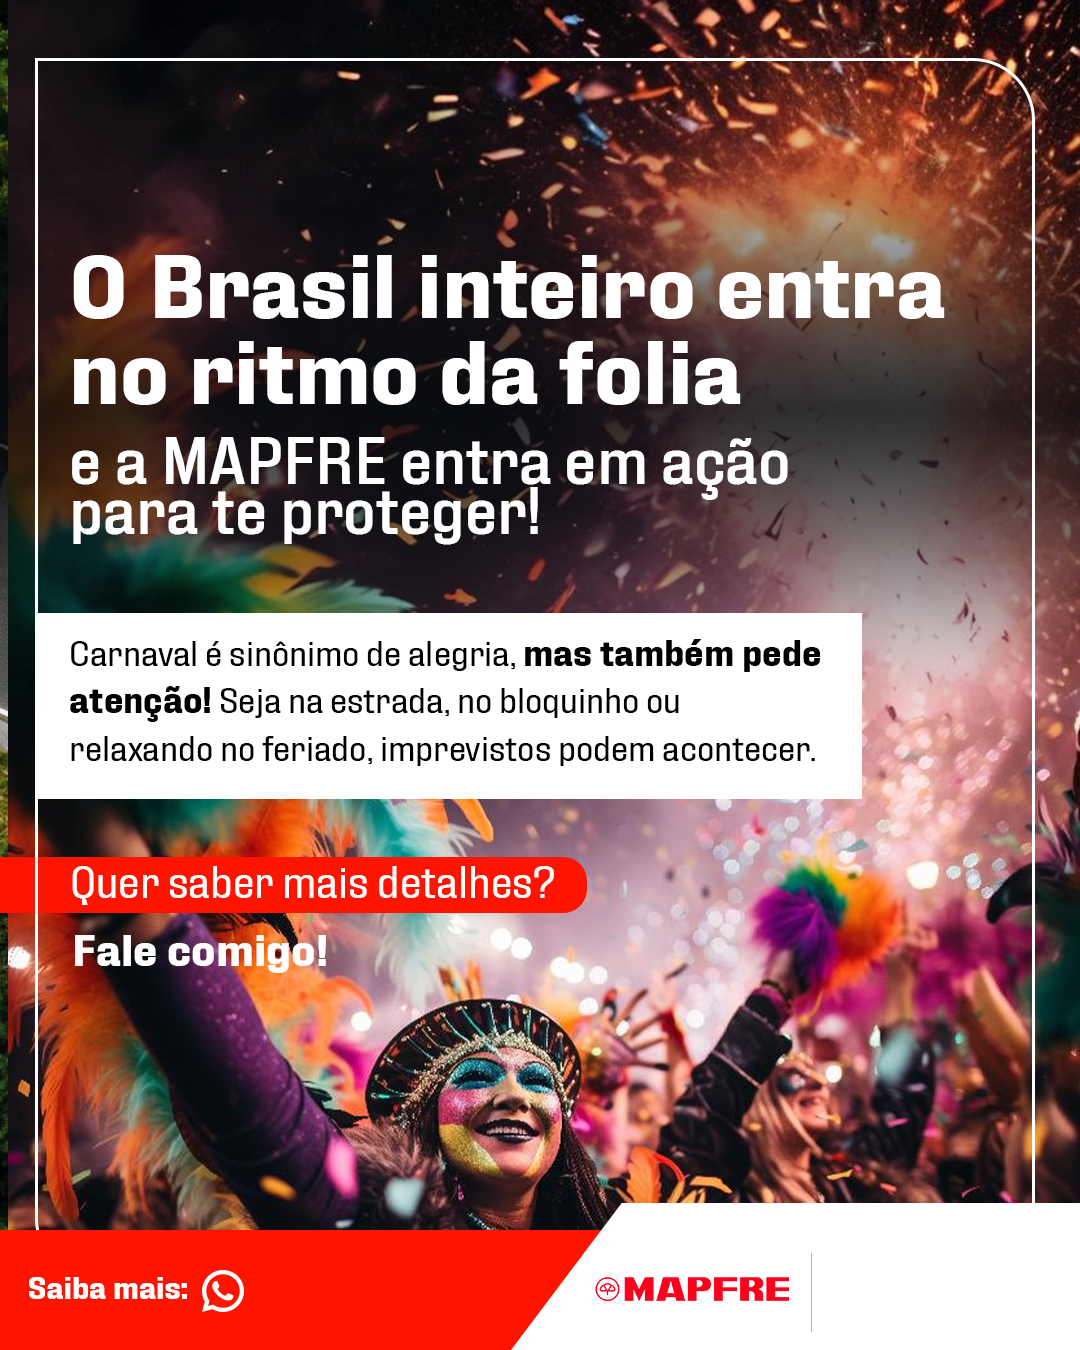 O Brasil inteiro entra
no ritmo da folia
e a MAPFRE entra em ação
para te proteger!
Carnaval é sinônimo de alegria, mas também pede
atenção! Seja na estrada, no bloquinho ou
relaxando no feriado, imprevistos podem acontecer.
Quer saber mais detalhes?
Fale comigo!
Saiba mais:
MAPFRE